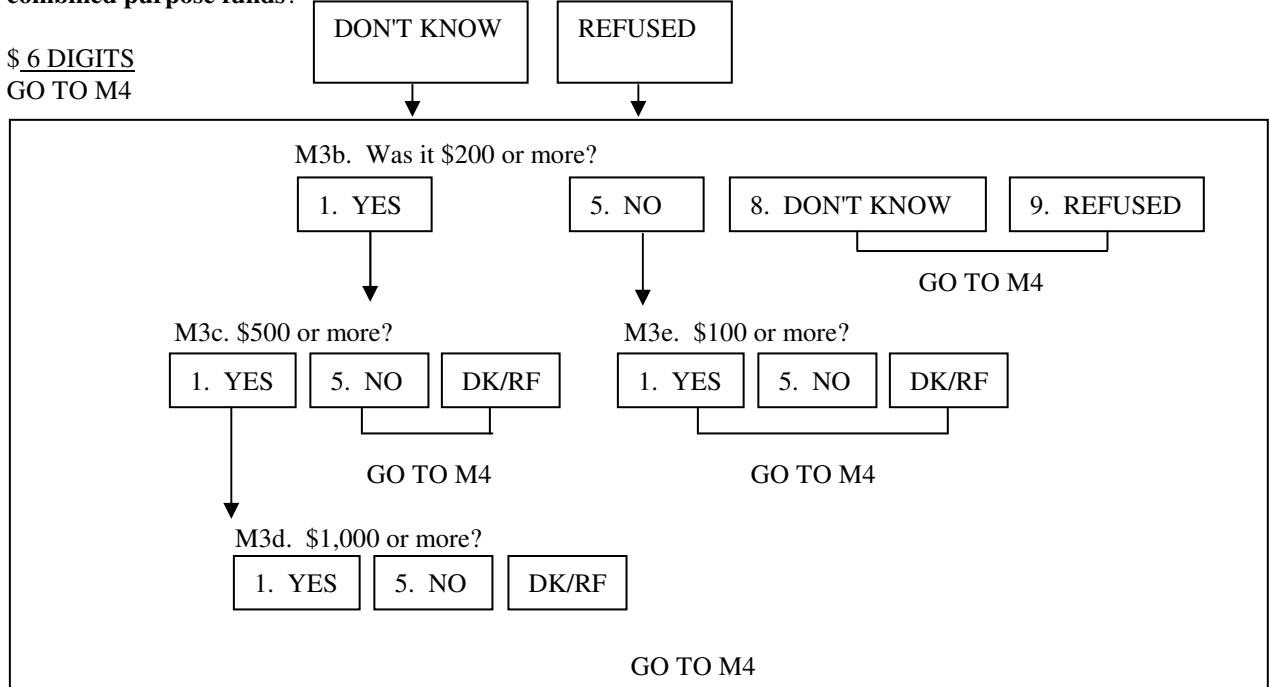 combined purpose funds?
DON'T KNOW REFUSED
$ 6 DIGITS
GO TO M4
M3b. Was it $200 or more?
1. YES 5. NO 8. DON'T KNOW 9. REFUSED
GO TO M4
M3c. $500 or more? M3e. $100 or more?
1. YES 5. NO DK/RF 1. YES 5. NO DK/RF
GO TO M4 GO TO M4
M3d. $1,000 or more?
1. YES 5. NO DK/RF
GO TO M4